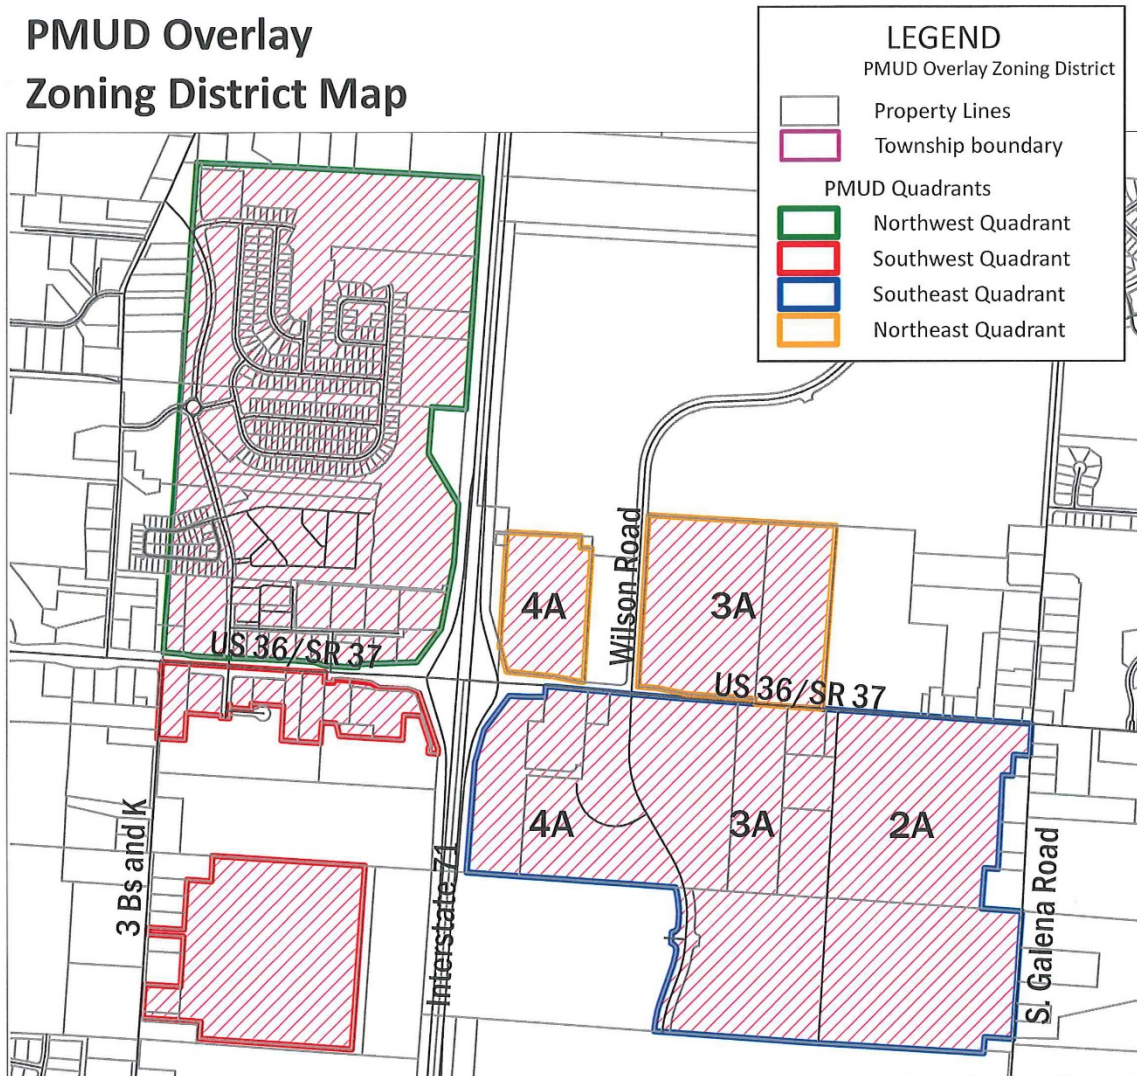 PMUD Overlay
Zoning District Map
LEGEND
PMUD Overlay Zoning District
Property Lines
Township boundary
PMUD Quadrants
Northwest Quadrant
Southwest Quadrant
Southeast Quadrant
Northeast Quadrant
4A
Wilson Road
3A
US 36/SR 37
US 36/SR 37
3 Bs and K
Interstate 71
4A
3A
2A
S. Galena Road